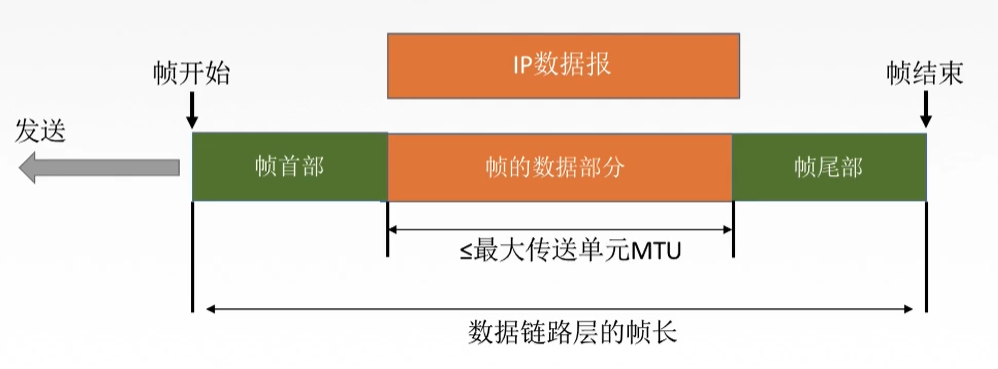 IP数据报
帧开始
帧结束
发送
帧首部
帧的数据部分
帧尾部
≤最大传送单元MTU
数据链路层的帧长